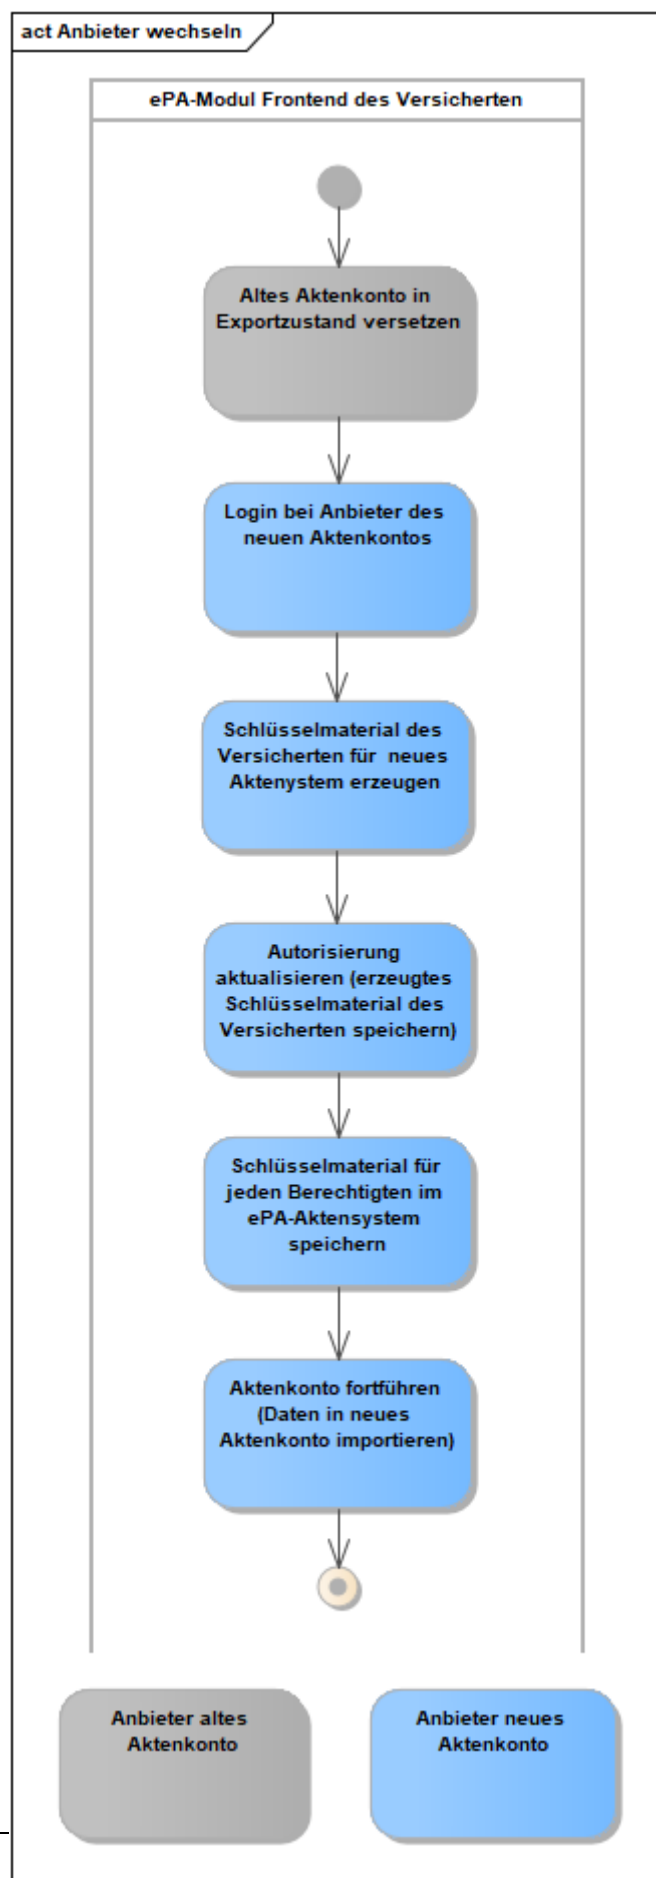 act Anbieter wechseln
ePA-Modul Frontend des Versicherten
Altes Aktenkonto in
Exportzustand versetzen
Login bei Anbieter des
neuen Aktenkontos
Schlüsselmaterial des
Versicherten für neues
Aktenystem erzeugen
Autorisierung
aktualisieren (erzeugtes
Schlüsselmaterial des
Versicherten speichern)
Schlüsselmaterial für
jeden Berechtigten im
ePA-Aktensystem
speichern
Aktenkonto fortführen
(Daten in neues
Aktenkonto importieren)
Anbieter altes
Aktenkonto
Anbieter neues
Aktenkonto